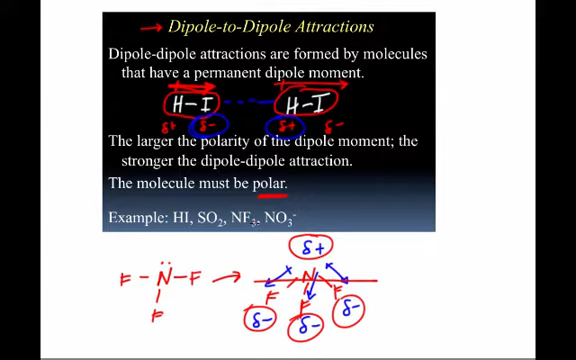 → Dipole-to-Dipole Attractions
Dipole-dipole attractions are formed by molecules
that have a permanent dipole moment.
H-I --- H-I
δ+ δ- δ+ δ-
The larger the polarity of the dipole moment; the
stronger the dipole-dipole attraction.
The molecule must be polar.
Example: HI, SO₂, NF₃, NO₃⁻
δ+
F - N̈ - F → N
F F F
F
δ- δ- δ-